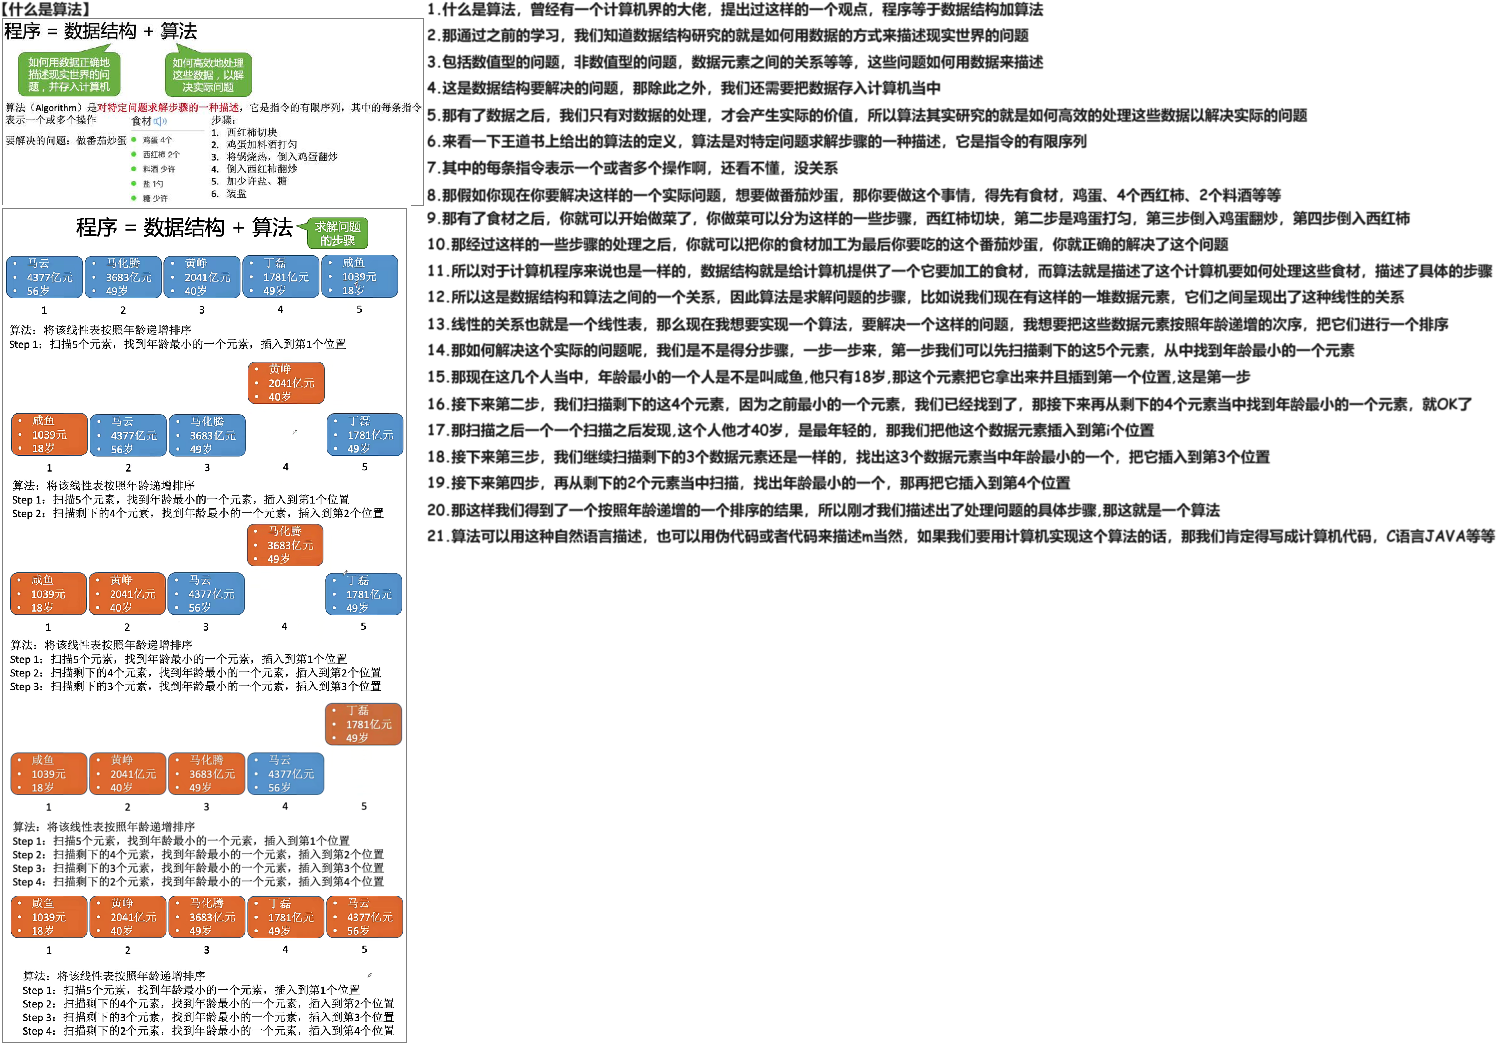 【什么是算法】
程序 = 数据结构 + 算法
如何用数据正确地
描述现实世界的问
题，并存入计算机
如何高效地处理
这些数据，以解
决实际问题
算法（Algorithm）是对特定问题求解步骤的一种描述，它是指令的有限序列，其中的每条指令
表示一个或多个操作
要解决的问题：做番茄炒蛋
食材
鸡蛋 4个
西红柿 2个
料酒 少许
盐 1勺
糖 少许
步骤：
1. 西红柿切块
2. 鸡蛋加料酒打匀
3. 将锅烧热，倒入鸡蛋翻炒
4. 倒入西红柿翻炒
5. 加少许盐、糖
6. 装盘
程序 = 数据结构 + 算法
求解问题
的步骤
• 马云
• 4377亿元
• 56岁
• 马化腾
• 3683亿元
• 49岁
• 黄峥
• 2041亿元
• 40岁
• 丁磊
• 1781亿元
• 49岁
• 咸鱼
• 1039元
• 18岁
1 2 3 4 5
算法：将该线性表按照年龄递增排序
Step 1：扫描5个元素，找到年龄最小的一个元素，插入到第1个位置
• 黄峥
• 2041亿元
• 40岁
• 咸鱼
• 1039元
• 18岁
• 马云
• 4377亿元
• 56岁
• 马化腾
• 3683亿元
• 49岁
• 丁磊
• 1781亿元
• 49岁
1 2 3 4 5
算法：将该线性表按照年龄递增排序
Step 1：扫描5个元素，找到年龄最小的一个元素，插入到第1个位置
Step 2：扫描剩下的4个元素，找到年龄最小的一个元素，插入到第2个位置
• 马化腾
• 3683亿元
• 49岁
• 咸鱼
• 1039元
• 18岁
• 黄峥
• 2041亿元
• 40岁
• 马云
• 4377亿元
• 56岁
• 丁磊
• 1781亿元
• 49岁
1 2 3 4 5
算法：将该线性表按照年龄递增排序
Step 1：扫描5个元素，找到年龄最小的一个元素，插入到第1个位置
Step 2：扫描剩下的4个元素，找到年龄最小的一个元素，插入到第2个位置
Step 3：扫描剩下的3个元素，找到年龄最小的一个元素，插入到第3个位置
• 丁磊
• 1781亿元
• 49岁
• 咸鱼
• 1039元
• 18岁
• 黄峥
• 2041亿元
• 40岁
• 马化腾
• 3683亿元
• 49岁
• 马云
• 4377亿元
• 56岁
1 2 3 4 5
算法：将该线性表按照年龄递增排序
Step 1：扫描5个元素，找到年龄最小的一个元素，插入到第1个位置
Step 2：扫描剩下的4个元素，找到年龄最小的一个元素，插入到第2个位置
Step 3：扫描剩下的3个元素，找到年龄最小的一个元素，插入到第3个位置
Step 4：扫描剩下的2个元素，找到年龄最小的一个元素，插入到第4个位置
• 咸鱼
• 1039元
• 18岁
• 黄峥
• 2041亿元
• 40岁
• 马化腾
• 3683亿元
• 49岁
• 丁磊
• 1781亿元
• 49岁
• 马云
• 4377亿元
• 56岁
1 2 3 4 5
算法：将该线性表按照年龄递增排序
Step 1：扫描5个元素，找到年龄最小的一个元素，插入到第1个位置
Step 2：扫描剩下的4个元素，找到年龄最小的一个元素，插入到第2个位置
Step 3：扫描剩下的3个元素，找到年龄最小的一个元素，插入到第3个位置
Step 4：扫描剩下的2个元素，找到年龄最小的一个元素，插入到第4个位置
1.什么是算法，曾经有一个计算机界的大佬，提出过这样的一个观点，程序等于数据结构加算法
2.那通过之前的学习，我们知道数据结构研究的就是如何用数据的方式来描述现实世界的问题
3.包括数值型的问题，非数值型的问题，数据元素之间的关系等等，这些问题如何用数据来描述
4.这是数据结构要解决的问题，那除此之外，我们还需要把数据存入计算机当中
5.那有了数据之后，我们只有对数据的处理，才会产生实际的价值，所以算法其实研究的就是如何高效的处理这些数据以解决实际的问题
6.来看一下王道书上给出的算法的定义，算法是对特定问题求解步骤的一种描述，它是指令的有限序列
7.其中的每条指令表示一个或者多个操作啊，还看不懂，没关系
8.那假如你现在你要解决这样的一个实际问题，想要做番茄炒蛋，那你要做这个事情，得先有食材，鸡蛋、4个西红柿、2个料酒等等
9.那有了食材之后，你就可以开始做菜了，你做菜可以分为这样的一些步骤，西红柿切块，第二步是鸡蛋打匀，第三步倒入鸡蛋翻炒，第四步倒入西红柿
10.那经过这样的一些步骤的处理之后，你就可以把你的食材加工为最后你要吃的这个番茄炒蛋，你就正确的解决了这个问题
11.所以对于计算机程序来说也是一样的，数据结构就是给计算机提供了一个它要加工的食材，而算法就是描述了这个计算机要如何处理这些食材，描述了具体的步骤
12.所以这是数据结构和算法之间的一个关系，因此算法是求解问题的步骤，比如说我们现在有这样的一堆数据元素，它们之间呈现出了这种线性的关系
13.线性的关系也就是一个线性表，那么现在我想要实现一个算法，要解决一个这样的问题，我想要把这些数据元素按照年龄递增的次序，把它们进行一个排序
14.那如何解决这个实际的问题呢，我们是不是得分步骤，一步一步来，第一步我们可以先扫描剩下的这5个元素，从中找到年龄最小的一个元素
15.那现在这几个人当中，年龄最小的一个人是不是叫咸鱼,他只有18岁,那这个元素把它拿出来并且插到第一个位置,这是第一步
16.接下来第二步，我们扫描剩下的这4个元素，因为之前最小的一个元素，我们已经找到了，那接下来再从剩下的4个元素当中找到年龄最小的一个元素，就OK了
17.那扫描之后一个一个扫描之后发现,这个人他才40岁，是最年轻的，那我们把他这个数据元素插入到第i个位置
18.接下来第三步，我们继续扫描剩下的3个数据元素还是一样的，找出这3个数据元素当中年龄最小的一个，把它插入到第3个位置
19.接下来第四步，再从剩下的2个元素当中扫描，找出年龄最小的一个，那再把它插入到第4个位置
20.那这样我们得到了一个按照年龄递增的一个排序的结果，所以刚才我们描述出了处理问题的具体步骤,那这就是一个算法
21.算法可以用这种自然语言描述，也可以用伪代码或者代码来描述m当然，如果我们要用计算机实现这个算法的话，那我们肯定得写成计算机代码，C语言JAVA等等